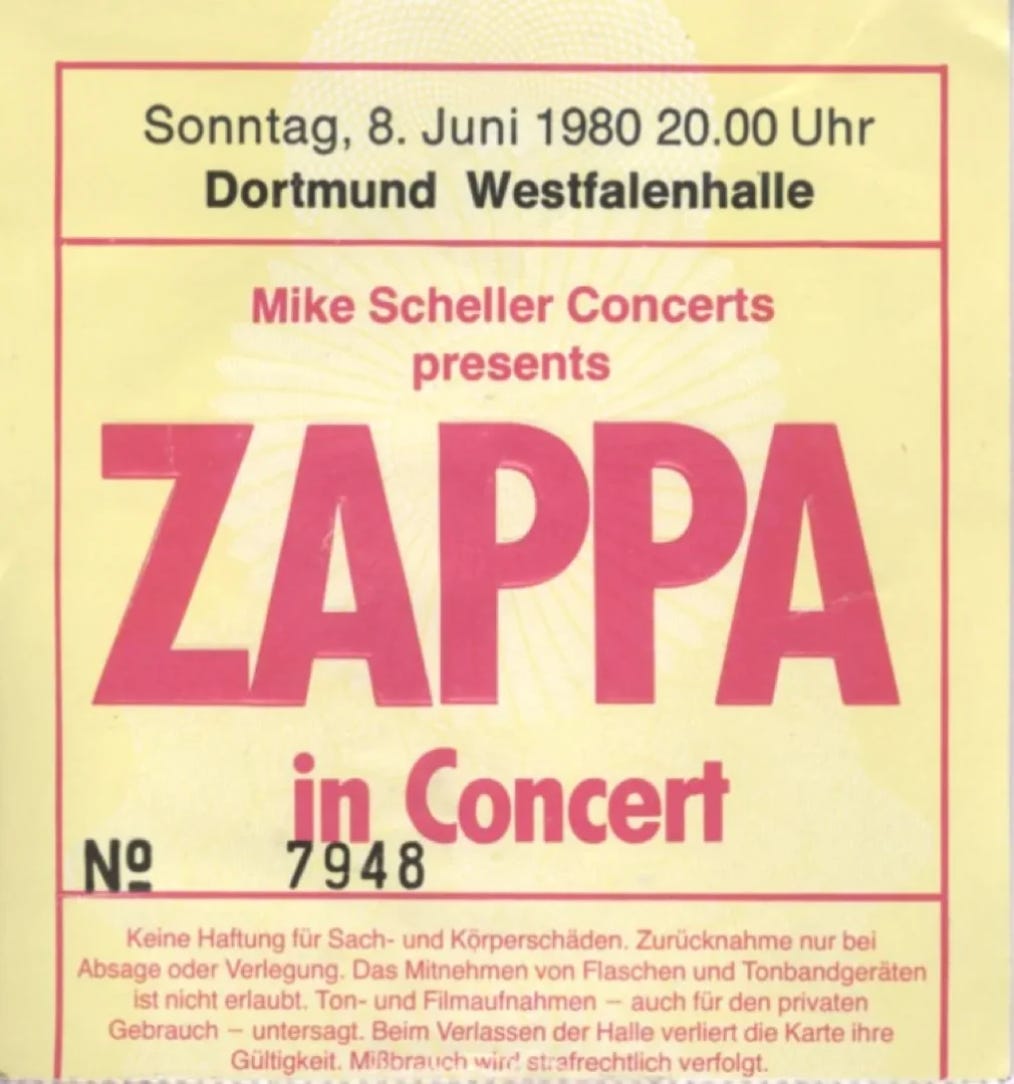 Sonntag, 8. Juni 1980 20.00 Uhr
Dortmund Westfalenhalle
Mike Scheller Concerts
presents
ZAPPA
in Concert
Nº 7948
Keine Haftung für Sach- und Körperschäden. Zurücknahme nur bei
Absage oder Verlegung. Das Mitnehmen von Flaschen und Tonbandgeräten
ist nicht erlaubt. Ton- und Filmaufnahmen — auch für den privaten
Gebrauch — untersagt. Beim Verlassen der Halle verliert die Karte ihre
Gültigkeit. Mißbrauch wird strafrechtlich verfolgt.